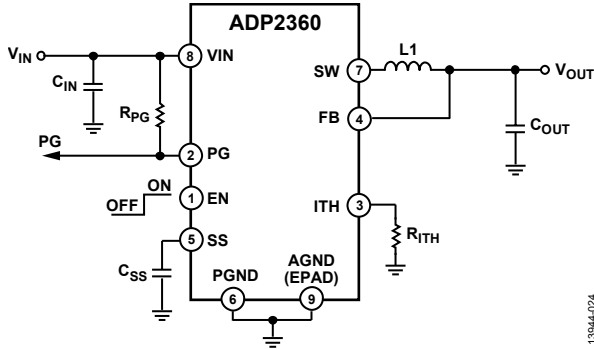 ADP2360
VIN
CIN
RPG
PG
8 VIN
2 PG
ON
OFF
1 EN
5 SS
CSS
SW 7
L1
VOUT
FB 4
COUT
ITH 3
RITH
PGND
6
AGND
(EPAD)
9
13944-024